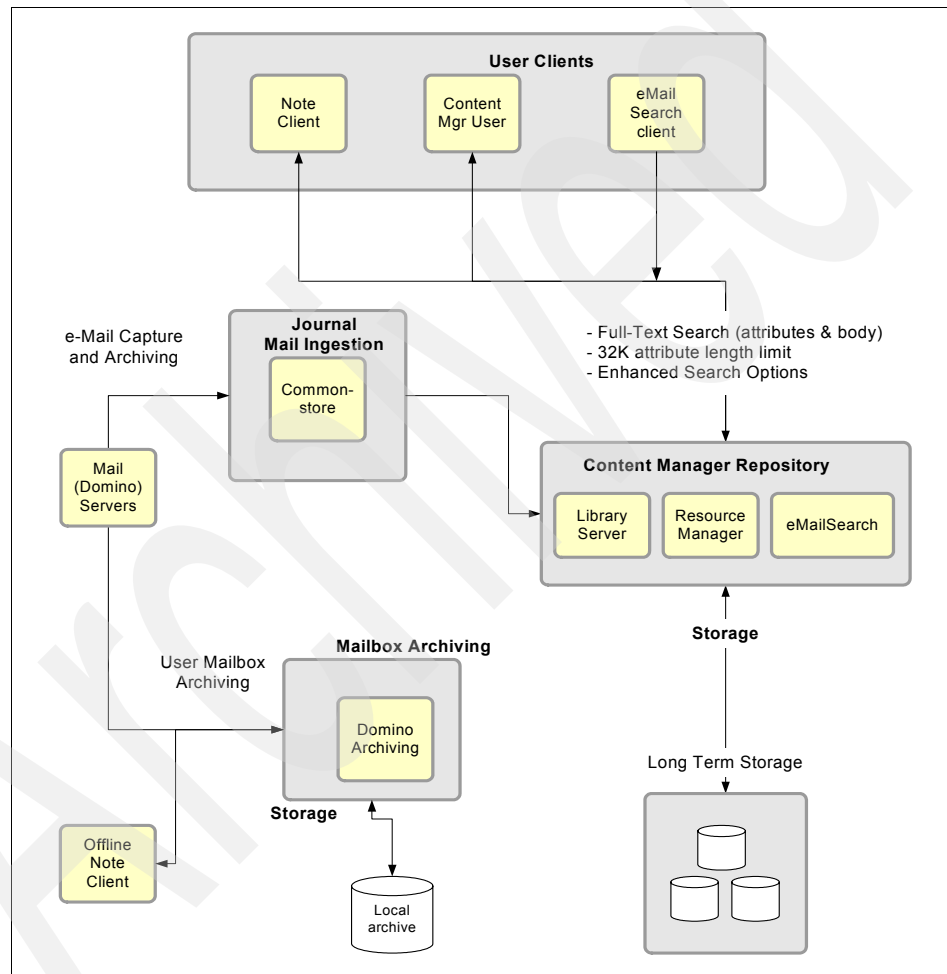 User Clients
Note
Client
Content
Mgr User
eMail
Search
client
e-Mail Capture
and Archiving
Journal
Mail Ingestion
Common-
store
- Full-Text Search (attributes & body)
- 32K attribute length limit
- Enhanced Search Options
Mail
(Domino)
Servers
Content Manager Repository
Library
Server
Resource
Manager
eMailSearch
Storage
User Mailbox
Archiving
Mailbox Archiving
Domino
Archiving
Storage
Long Term Storage
Offline
Note
Client
Local
archive
Archived